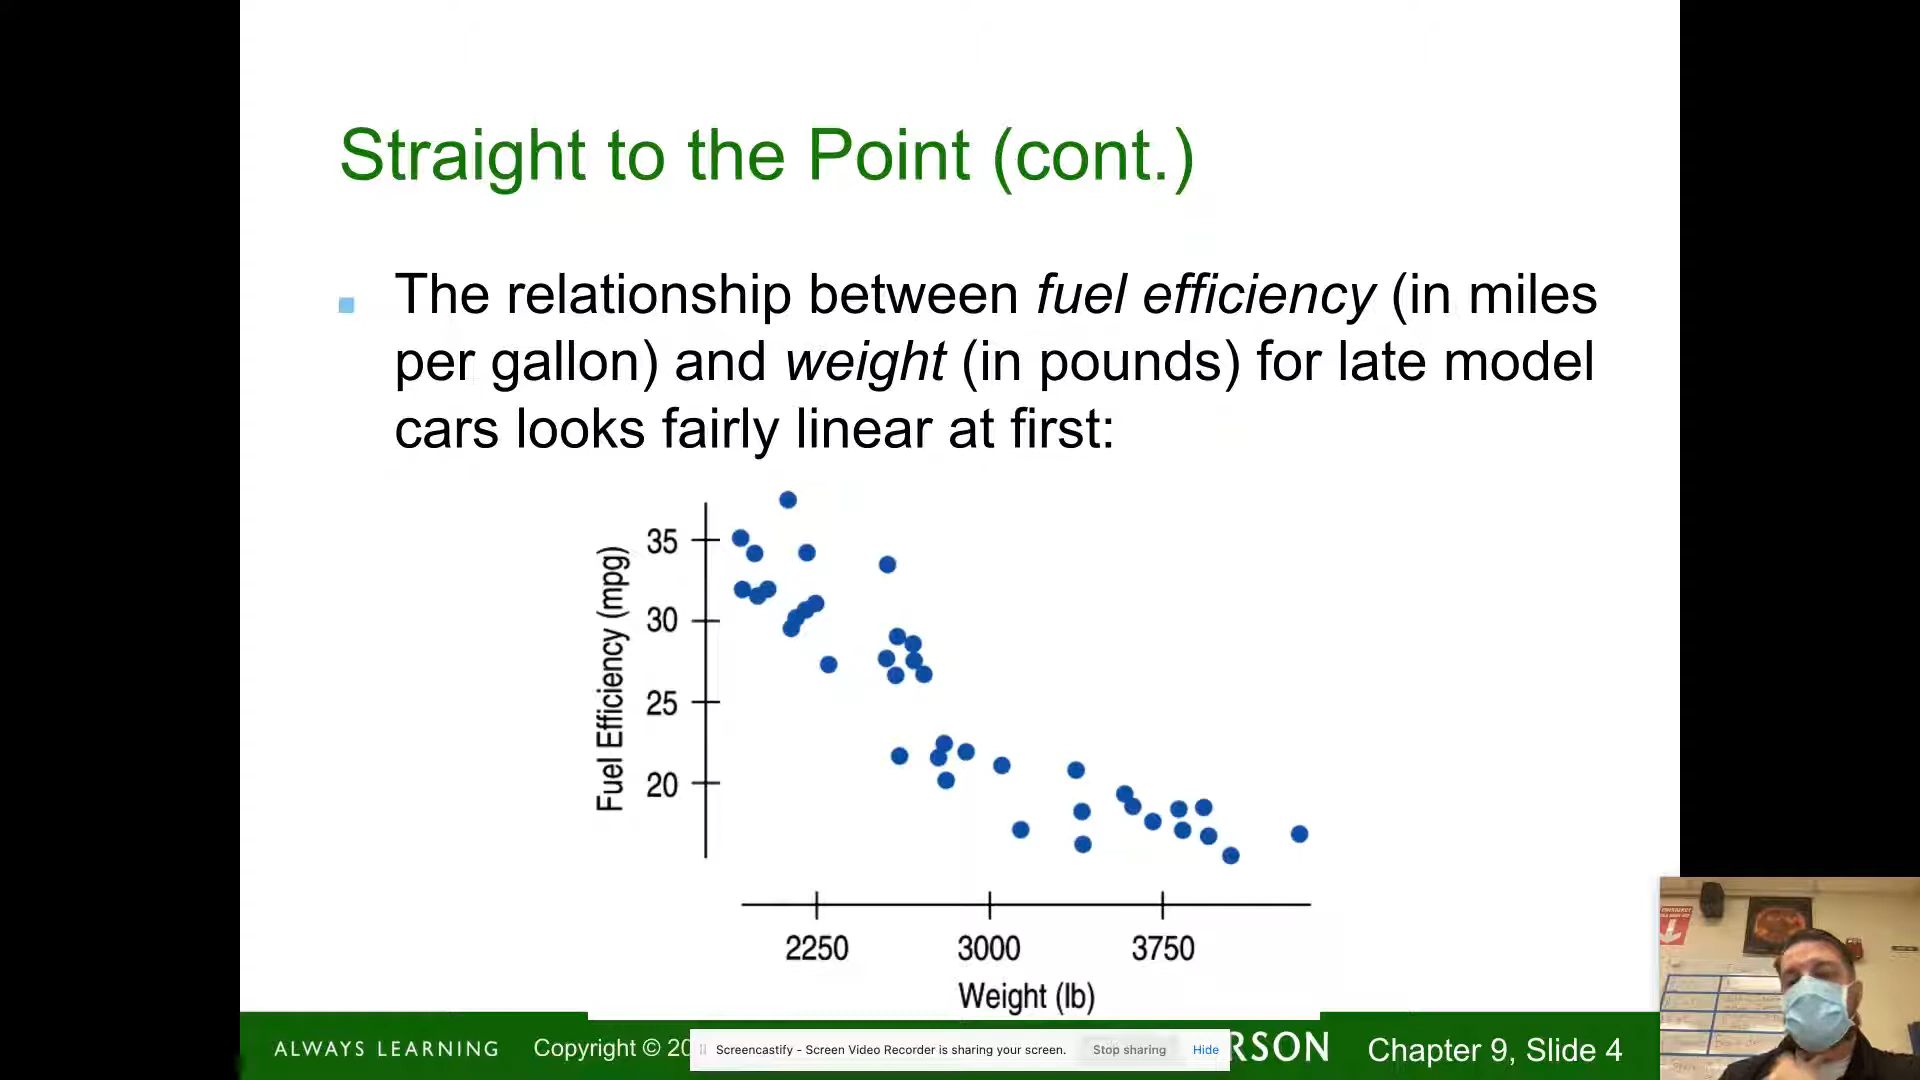 Straight to the Point (cont.)
The relationship between fuel efficiency (in miles
per gallon) and weight (in pounds) for late model
cars looks fairly linear at first:
Fuel Efficiency (mpg)
35
30
25
20
2250 3000 3750
Weight (lb)
ALWAYS LEARNING Copyright © 20 RSON Chapter 9, Slide 4
Screencastify - Screen Video Recorder is sharing your screen. Stop sharing Hide